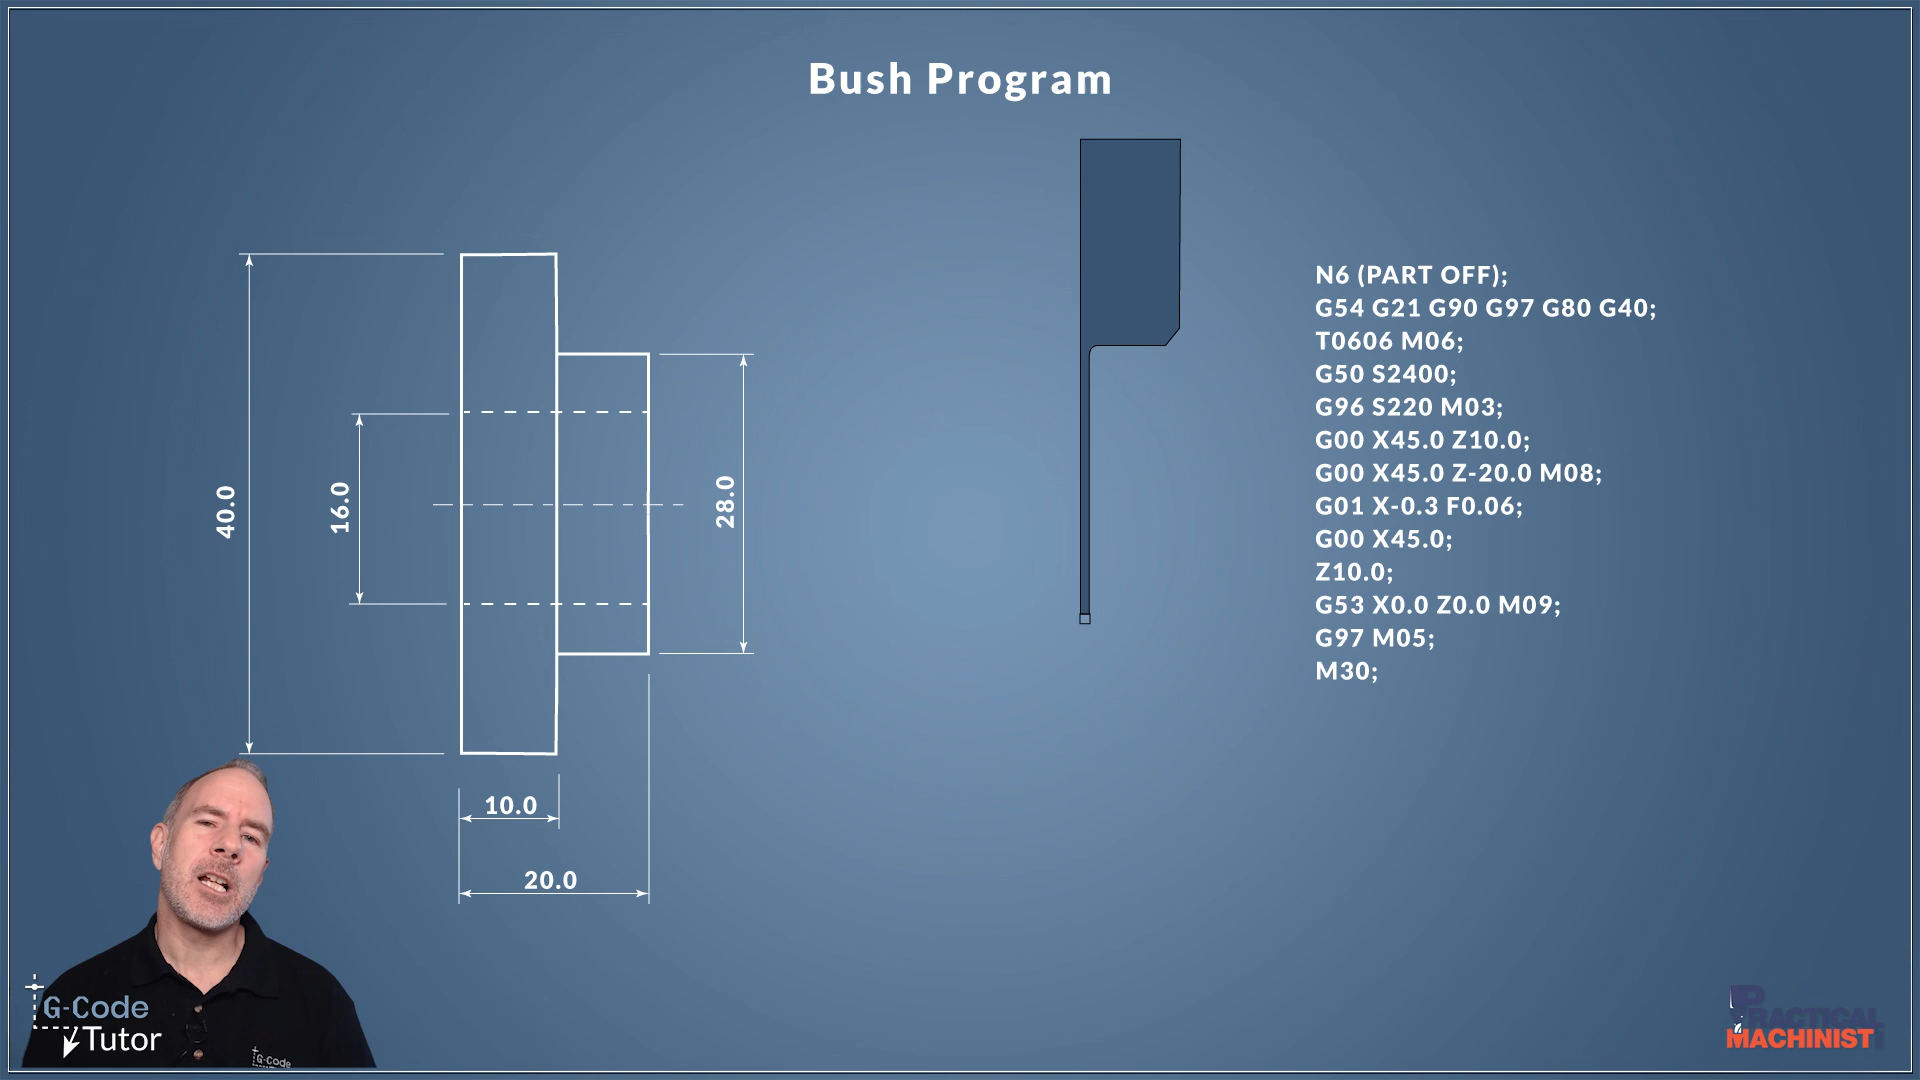 Bush Program
40.0
16.0
28.0
10.0
20.0
N6 (PART OFF);
G54 G21 G90 G97 G80 G40;
T0606 M06;
G50 S2400;
G96 S220 M03;
G00 X45.0 Z10.0;
G00 X45.0 Z-20.0 M08;
G01 X-0.3 F0.06;
G00 X45.0;
Z10.0;
G53 X0.0 Z0.0 M09;
G97 M05;
M30;
G-Code
Tutor
G-Code
PRACTICAL
MACHINIST